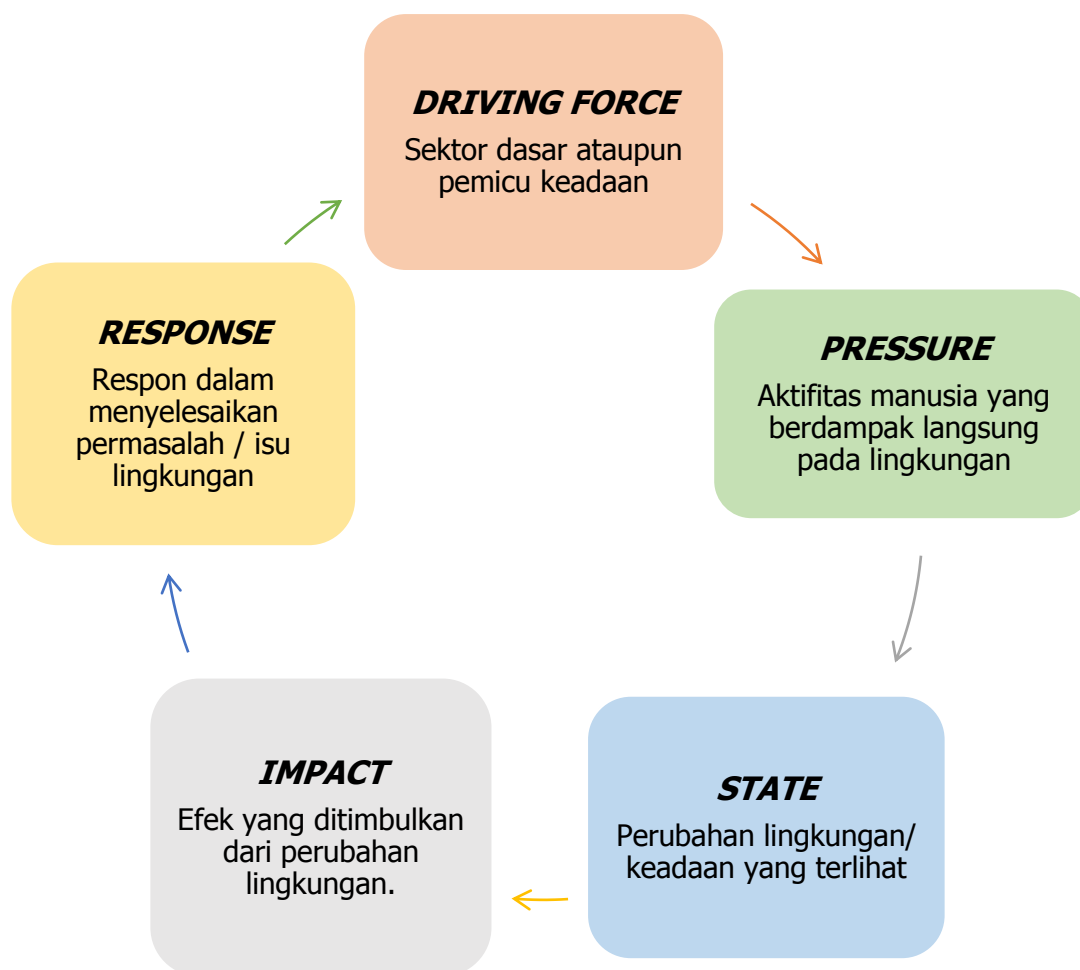 DRIVING FORCE
Sektor dasar ataupun
pemicu keadaan
PRESSURE
Aktifitas manusia yang
berdampak langsung
pada lingkungan
STATE
Perubahan lingkungan/
keadaan yang terlihat
IMPACT
Efek yang ditimbulkan
dari perubahan
lingkungan.
RESPONSE
Respon dalam
menyelesaikan
permasalah / isu
lingkungan